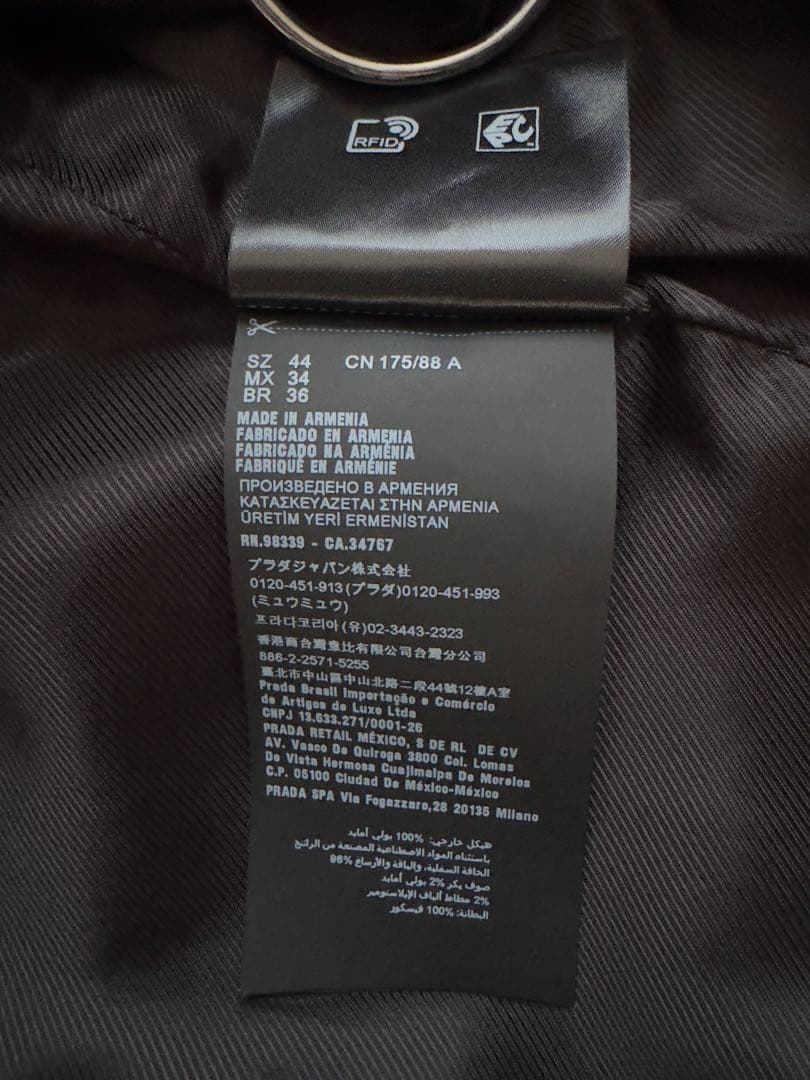 RFID
EPC
SZ 44 CN 175/88 A
MX 34
BR 36
MADE IN ARMENIA
FABRICADO EN ARMENIA
FABRICADO NA ARMÉNIA
FABRIQUÉ EN ARMÉNIE
ПРОИЗВЕДЕНО В АРМЕНИЯ
ΚΑΤΑΣΚΕΥΑΖΕΤΑΙ ΣΤΗΝ ΑΡΜΕΝΙΑ
ÜRETİM YERİ ERMENİSTAN
RN.98339 - CA.34767
プラダジャパン株式会社
0120-451-913(プラダ)0120-451-993
(ミュウミュウ)
프라다코리아(유)02-3443-2323
香港商台灣意比有限公司台灣分公司
886-2-2571-5255
臺北市中山區中山北路二段44號12樓A室
Prada Brasil Importação e Comércio
de Artigos de Luxo Ltda
CNPJ 13.633.271/0001-26
PRADA RETAIL MÉXICO, S DE RL DE CV
AV. Vasco De Quiroga 3800 Col. Lomas
De Vista Hermosa Cuajimalpa De Morelos
C.P. 05100 Ciudad De México-México
PRADA SPA Via Fogazzaro,28 20135 Milano
هيكل خارجي: 100% بولي أمايد
باستثناء المواد الاصطناعية المصنعة من الراتنج
الحافة السفلية، والياقة والأرساغ 96%
صوف بكر 2% بولي أمايد
2% مطاط ألياف الإيلاستومير
البطانة: 100% فيسكوز